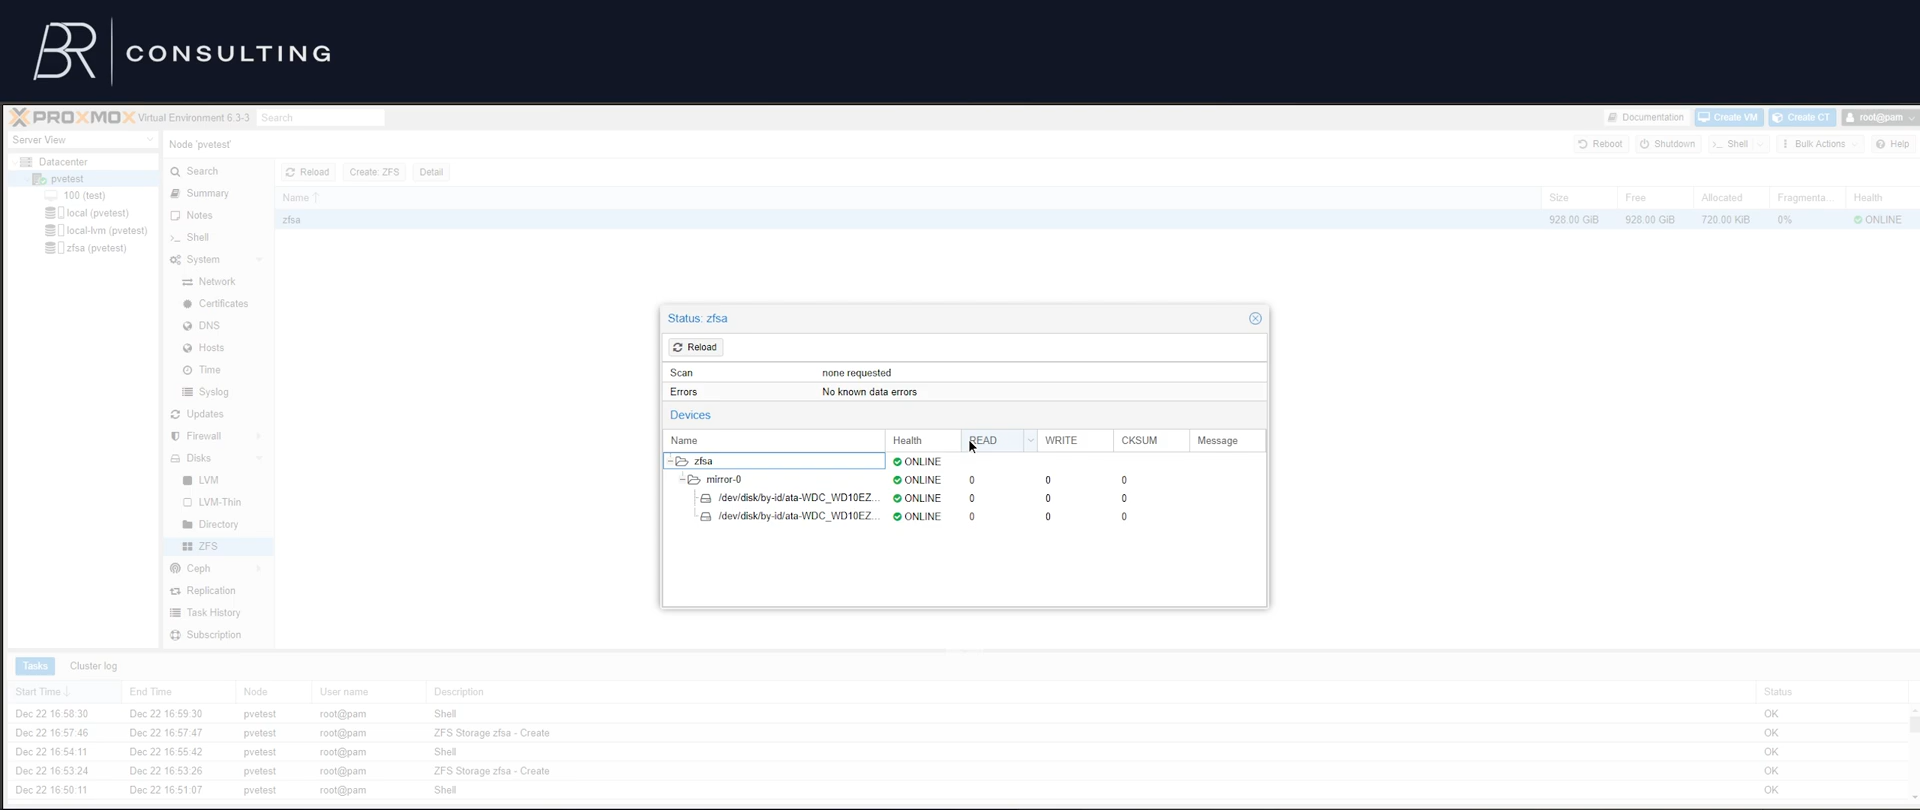 BR CONSULTING
PROXMOX Virtual Environment 6.3-3 Search Documentation Create VM Create CT root@pam
Server View Node 'pvetest' Reboot Shutdown >_ Shell Bulk Actions Help
Datacenter
pvetest
100 (test)
local (pvetest)
local-lvm (pvetest)
zfsa (pvetest)
Search
Summary
Notes
>_ Shell
System
Network
Certificates
DNS
Hosts
Time
Syslog
Updates
Firewall
Disks
LVM
LVM-Thin
Directory
ZFS
Ceph
Replication
Task History
Subscription
Reload Create: ZFS Detail
Name ↑ Size Free Allocated Fragmenta... Health
zfsa 928.00 GiB 928.00 GiB 720.00 KiB 0% ONLINE
Status: zfsa
Reload
Scan none requested
Errors No known data errors
Devices
Name Health READ WRITE CKSUM Message
zfsa ONLINE
mirror-0 ONLINE 0 0 0
/dev/disk/by-id/ata-WDC_WD10EZ... ONLINE 0 0 0
/dev/disk/by-id/ata-WDC_WD10EZ... ONLINE 0 0 0
Tasks Cluster log
Start Time ↓ End Time Node User name Description Status
Dec 22 16:58:30 Dec 22 16:59:30 pvetest root@pam Shell OK
Dec 22 16:57:46 Dec 22 16:57:47 pvetest root@pam ZFS Storage zfsa - Create OK
Dec 22 16:54:11 Dec 22 16:55:42 pvetest root@pam Shell OK
Dec 22 16:53:24 Dec 22 16:53:26 pvetest root@pam ZFS Storage zfsa - Create OK
Dec 22 16:50:11 Dec 22 16:51:07 pvetest root@pam Shell OK